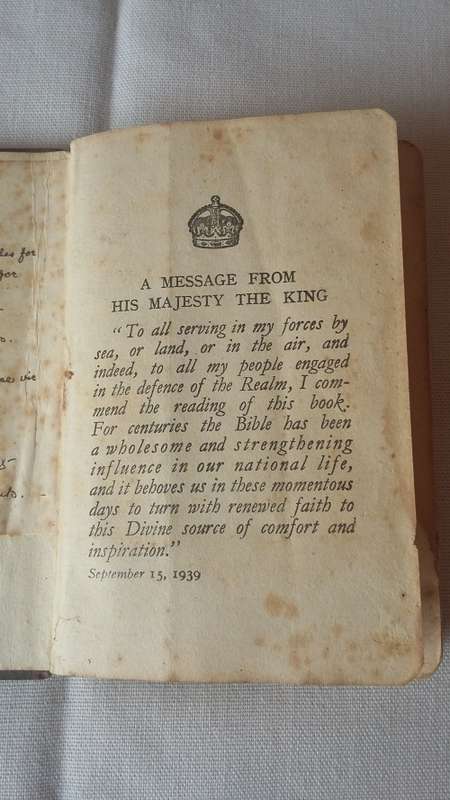 A MESSAGE FROM
HIS MAJESTY THE KING
"To all serving in my forces by
sea, or land, or in the air, and
indeed, to all my people engaged
in the defence of the Realm, I com-
mend the reading of this book.
For centuries the Bible has been
a wholesome and strengthening
influence in our national life,
and it behoves us in these momentous
days to turn with renewed faith to
this Divine source of comfort and
inspiration."
September 15, 1939